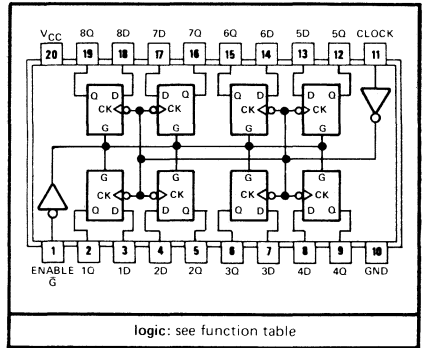 VCC 8Q 8D 7D 7Q 6Q 6D 5D 5Q CLOCK
20 19 18 17 16 15 14 13 12 11
Q D D Q Q D D Q
CK CK CK CK
G G G G
G G G G
CK CK CK CK
Q D D Q Q D D Q
1 2 3 4 5 6 7 8 9 10
ENABLE 1Q 1D 2D 2Q 3Q 3D 4D 4Q GND
G̅
logic: see function table